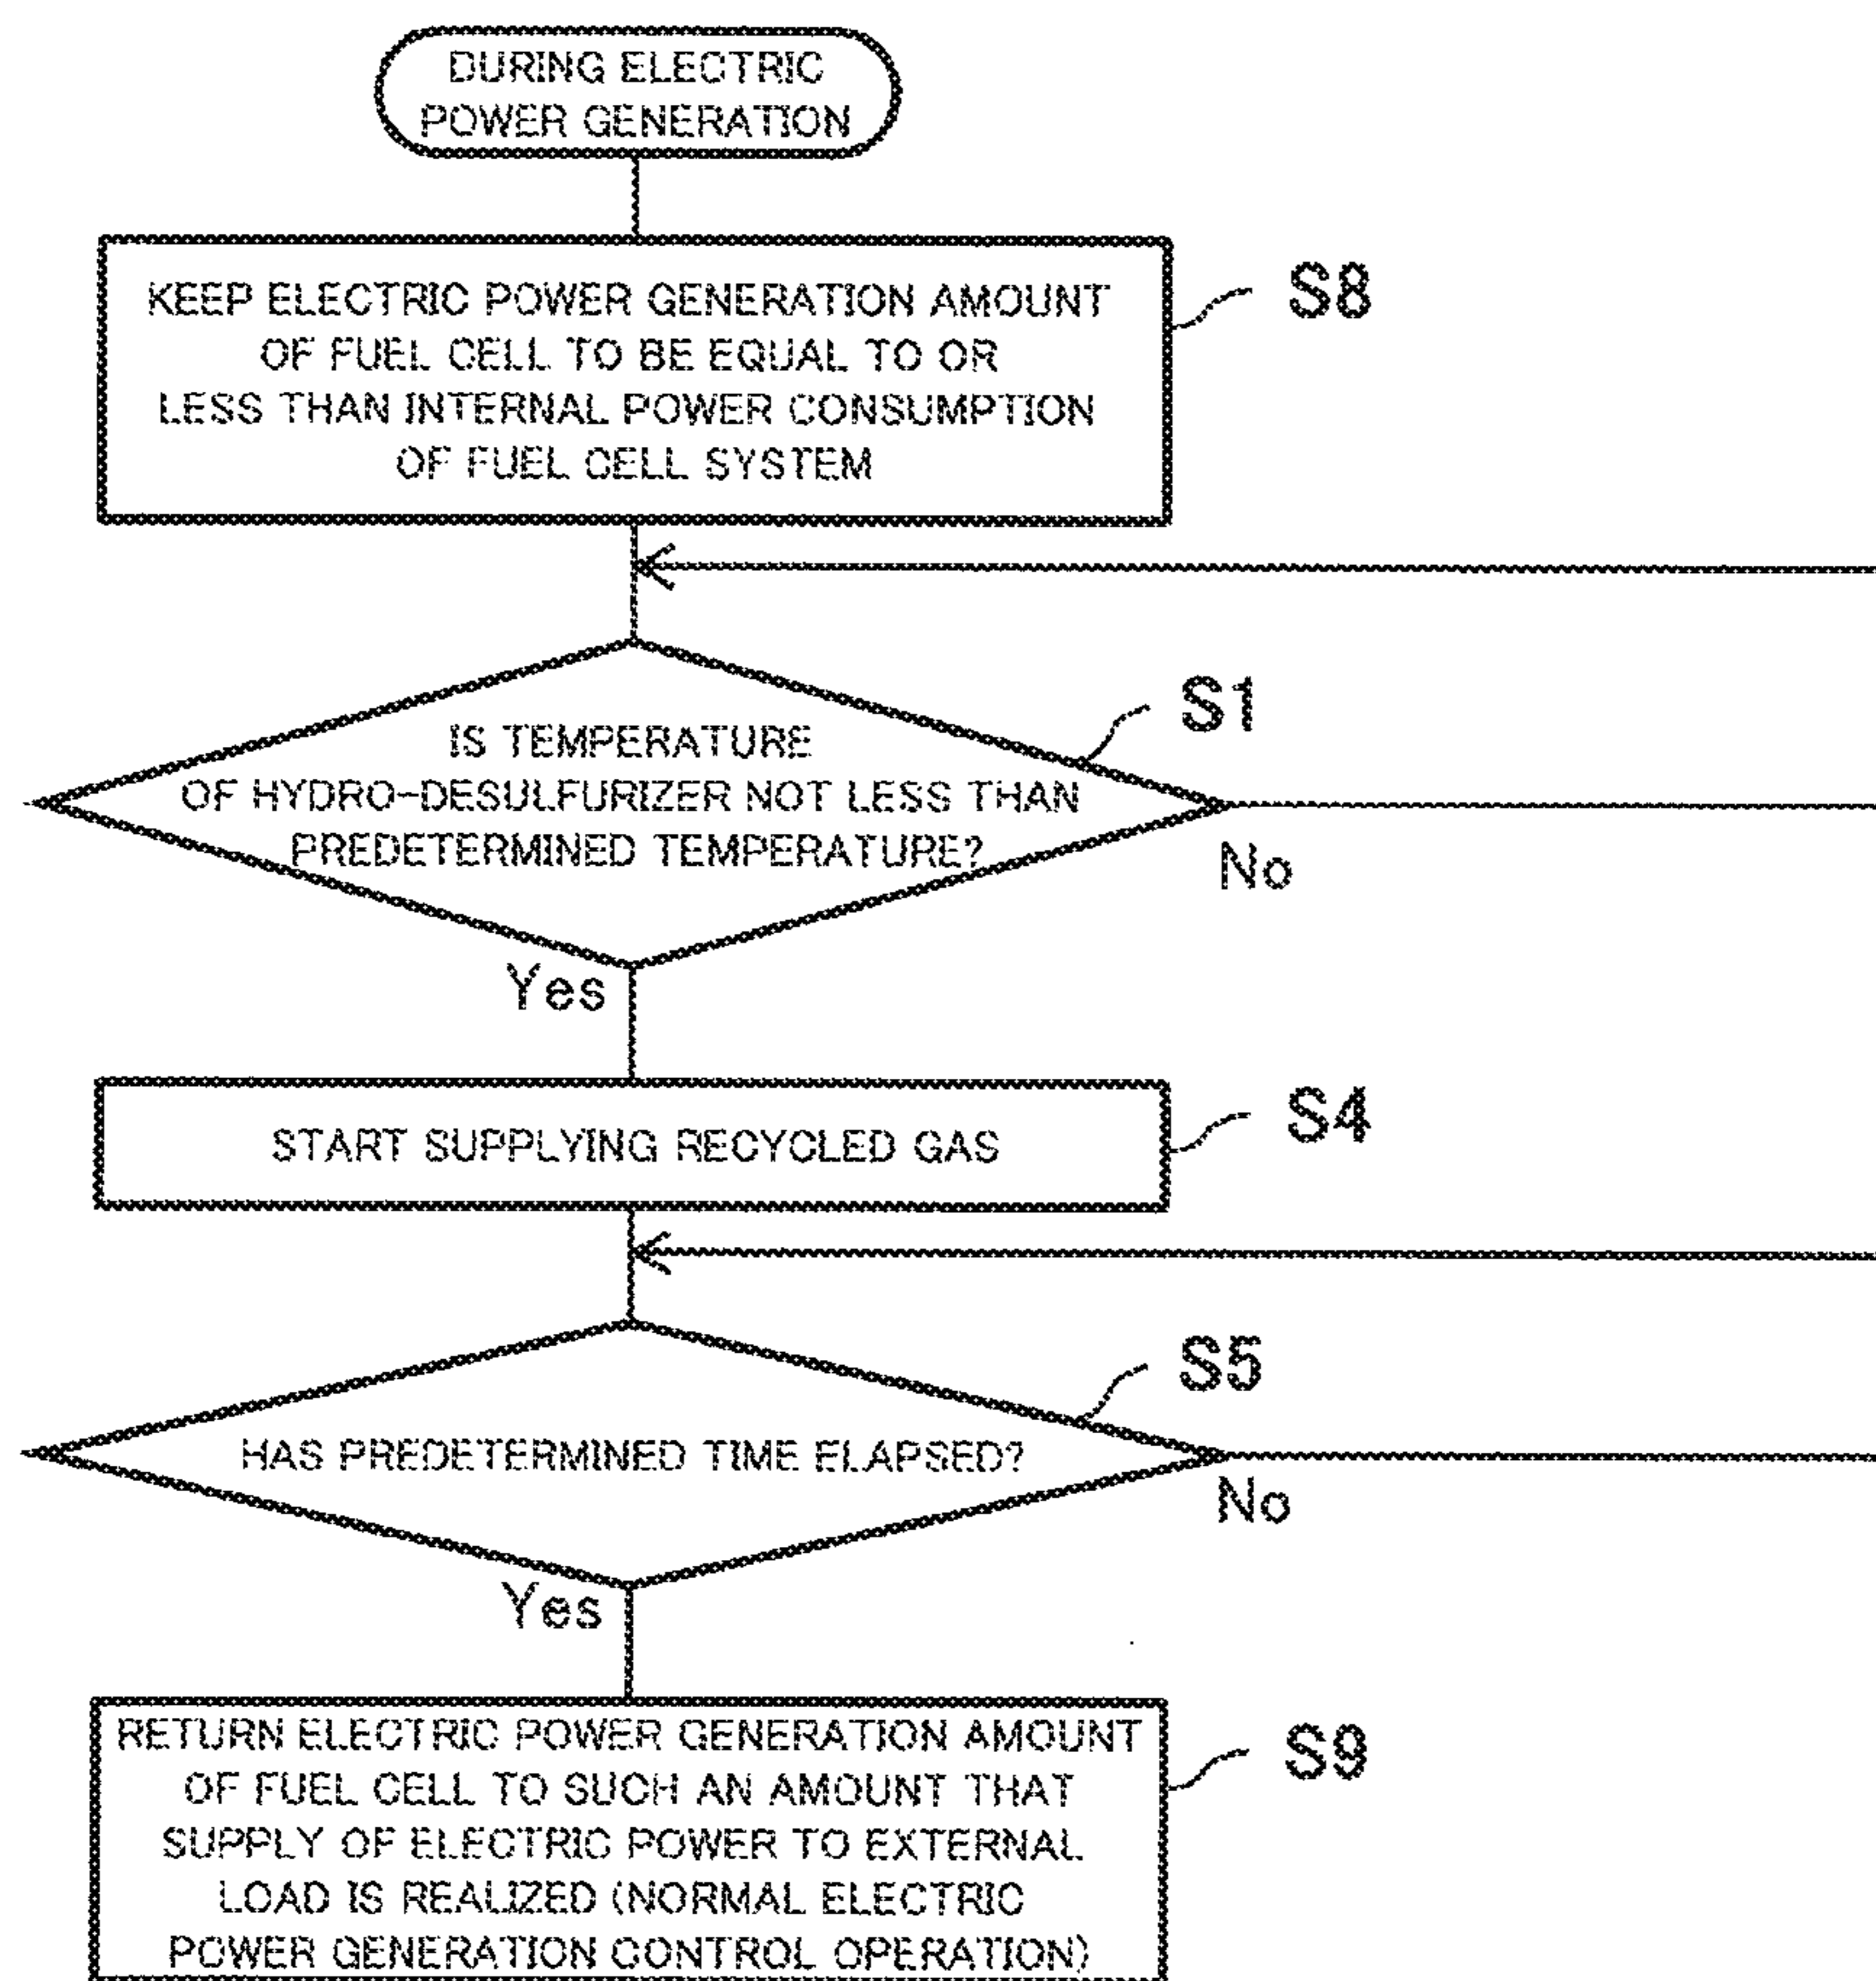 DURING ELECTRIC
POWER GENERATION
KEEP ELECTRIC POWER GENERATION AMOUNT
OF FUEL CELL TO BE EQUAL TO OR
LESS THAN INTERNAL POWER CONSUMPTION
OF FUEL CELL SYSTEM
S8
S1
IS TEMPERATURE
OF HYDRO-DESULFURIZER NOT LESS THAN
PREDETERMINED TEMPERATURE?
No
Yes
START SUPPLYING RECYCLED GAS
S4
S5
HAS PREDETERMINED TIME ELAPSED?
No
Yes
RETURN ELECTRIC POWER GENERATION AMOUNT
OF FUEL CELL TO SUCH AN AMOUNT THAT
SUPPLY OF ELECTRIC POWER TO EXTERNAL
LOAD IS REALIZED (NORMAL ELECTRIC
POWER GENERATION CONTROL OPERATION)
S9